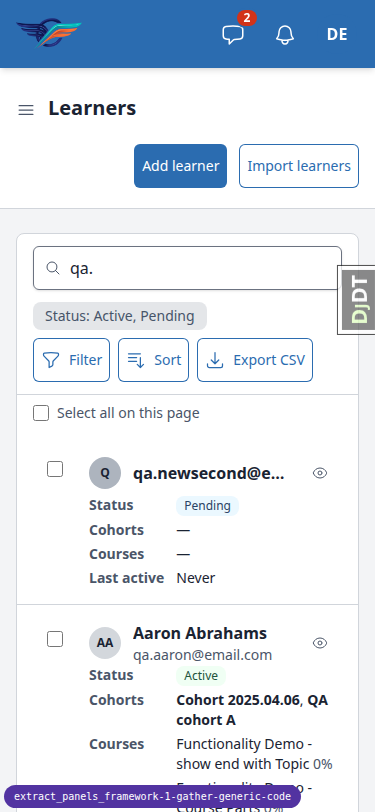 2
DE
Learners
Add learner
Import learners
qa.
DjDT
Status: Active, Pending
Filter
Sort
Export CSV
Select all on this page
Q
qa.newsecond@e...
Status
Pending
Cohorts
—
Courses
—
Last active
Never
AA
Aaron Abrahams
qa.aaron@email.com
Status
Active
Cohorts
Cohort 2025.04.06, QA
cohort A
Courses
Functionality Demo -
show end with Topic 0%
extract_panels_framework-1-gather-generic-code